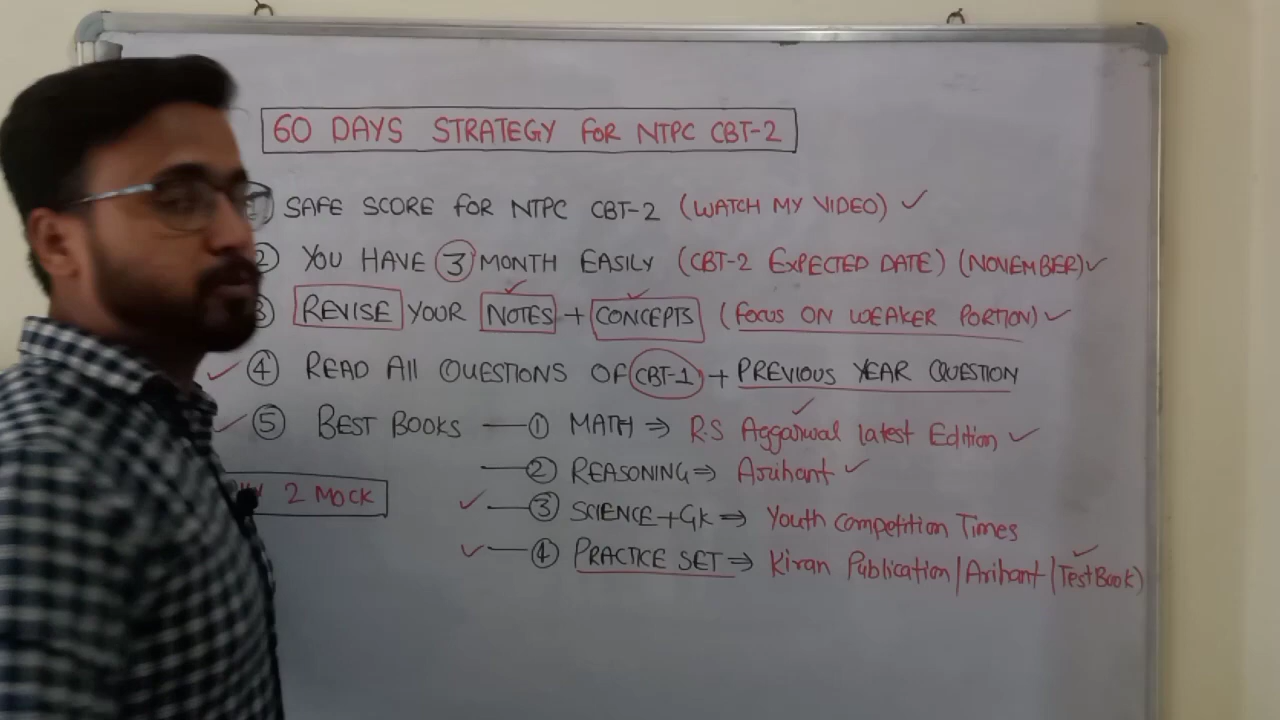 60 DAYS STRATEGY FOR NTPC CBT-2
① SAFE SCORE FOR NTPC CBT-2 (WATCH MY VIDEO) ✓
② YOU HAVE 3 MONTH EASILY (CBT-2 EXPECTED DATE) (NOVEMBER) ✓
③ REVISE YOUR NOTES + CONCEPTS (FOCUS ON WEAKER PORTION) ✓
✓ ④ READ All QUESTIONS OF CBT-1 + PREVIOUS YEAR QUESTION
✓ ⑤ BEST BOOKS — ① MATH ⇒ R.S Aggarwal latest Edition ✓
— ② REASONING ⇒ Arihant ✓
✓ — ③ SCIENCE + GK ⇒ Youth Competition Times
✓ — ④ PRACTICE SET ⇒ Kiran Publication / Arihant / (TestBook)
2 MOCK